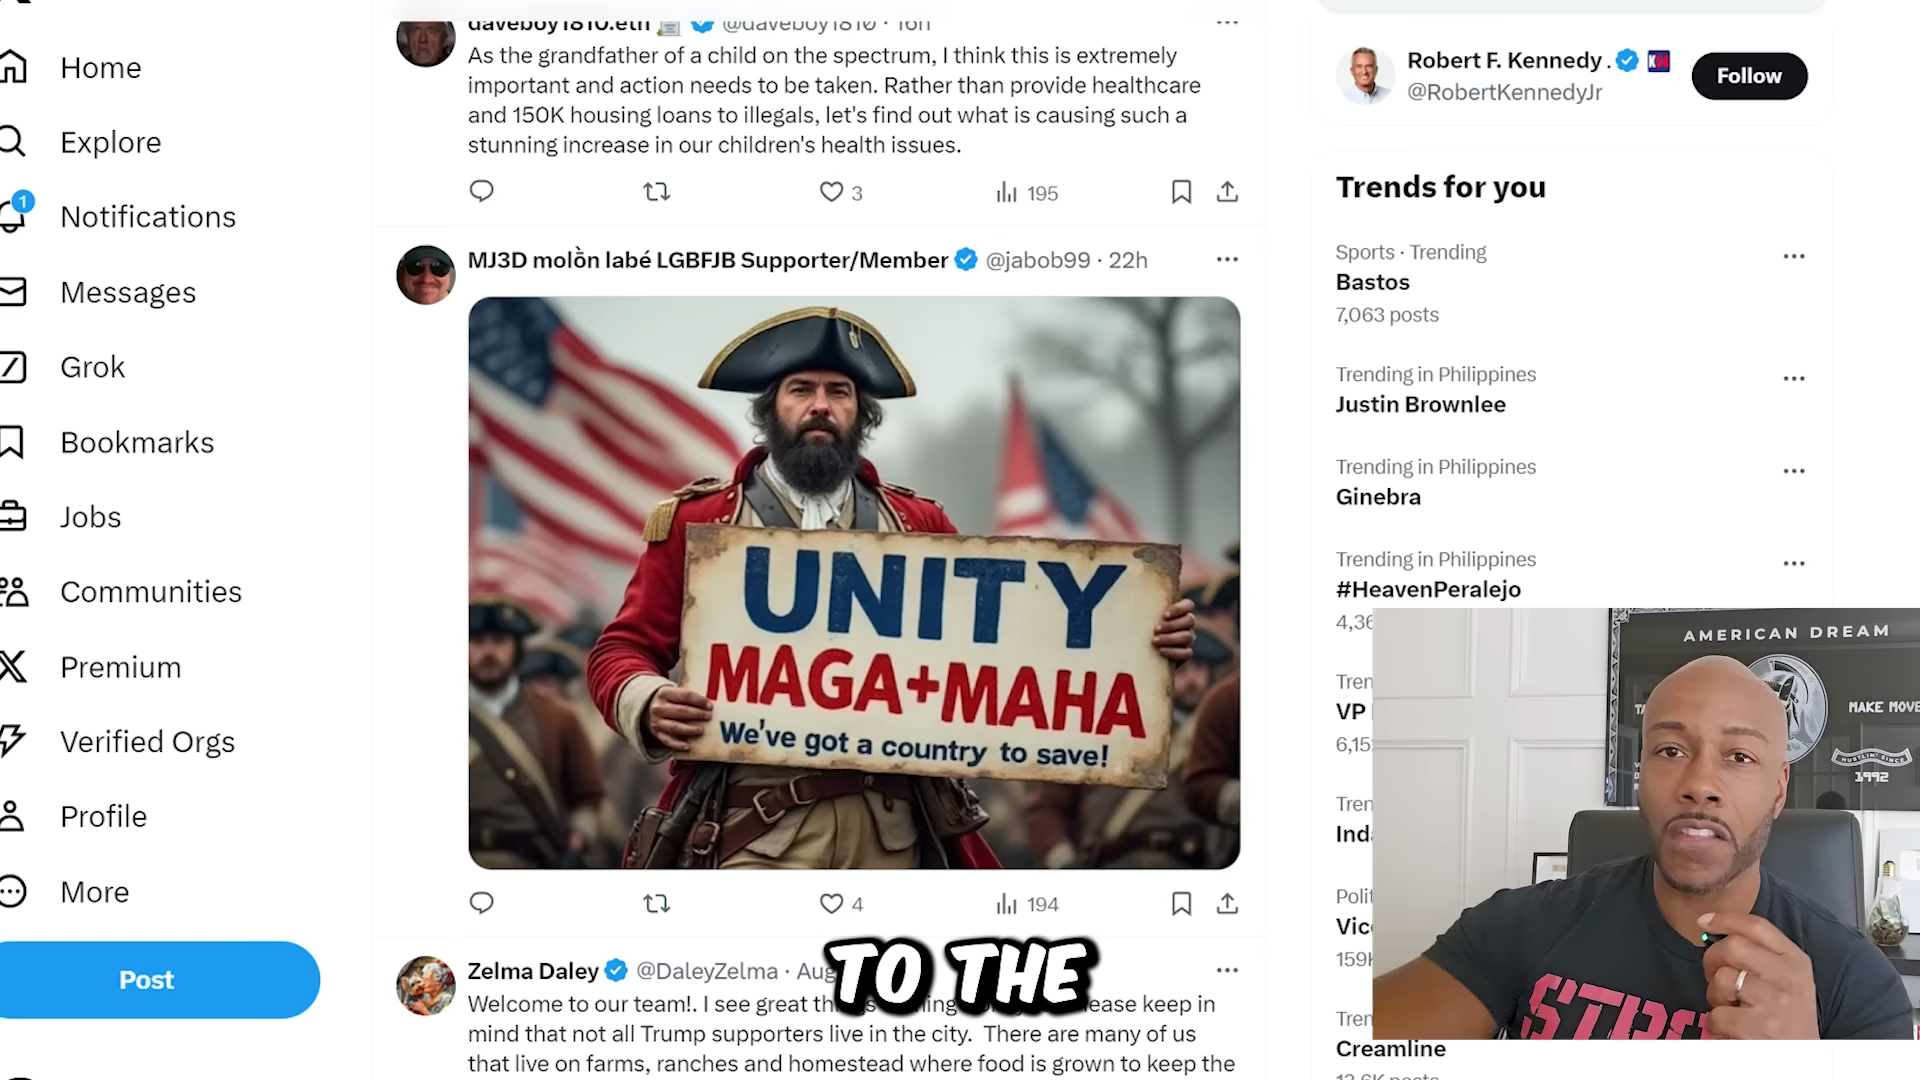 Home
Explore
1
Notifications
Messages
Grok
Bookmarks
Jobs
Communities
Premium
Verified Orgs
Profile
More
Post
daveboy1810.eth @daveboy1810 · 16h
As the grandfather of a child on the spectrum, I think this is extremely
important and action needs to be taken. Rather than provide healthcare
and 150K housing loans to illegals, let's find out what is causing such a
stunning increase in our children's health issues.
3
195
MJ3D molὸn labé LGBFJB Supporter/Member @jabob99 · 22h
UNITY
MAGA+MAHA
We've got a country to save!
4
194
Zelma Daley @DaleyZelma · Aug
Welcome to our team!. I see great
ease keep in
mind that not all Trump supporters live in the city. There are many of us
that live on farms, ranches and homestead where food is grown to keep the
TO THE
Robert F. Kennedy .
@RobertKennedyJr
Follow
Trends for you
Sports · Trending
Bastos
7,063 posts
Trending in Philippines
Justin Brownlee
Trending in Philippines
Ginebra
Trending in Philippines
#HeavenPeralejo
4,36
Tren
VP
6,15
Tren
Ind
Polit
Vic
159K
Tren
Creamline
AMERICAN DREAM
MAKE MOVE
HUSTLIN' SINCE
1992